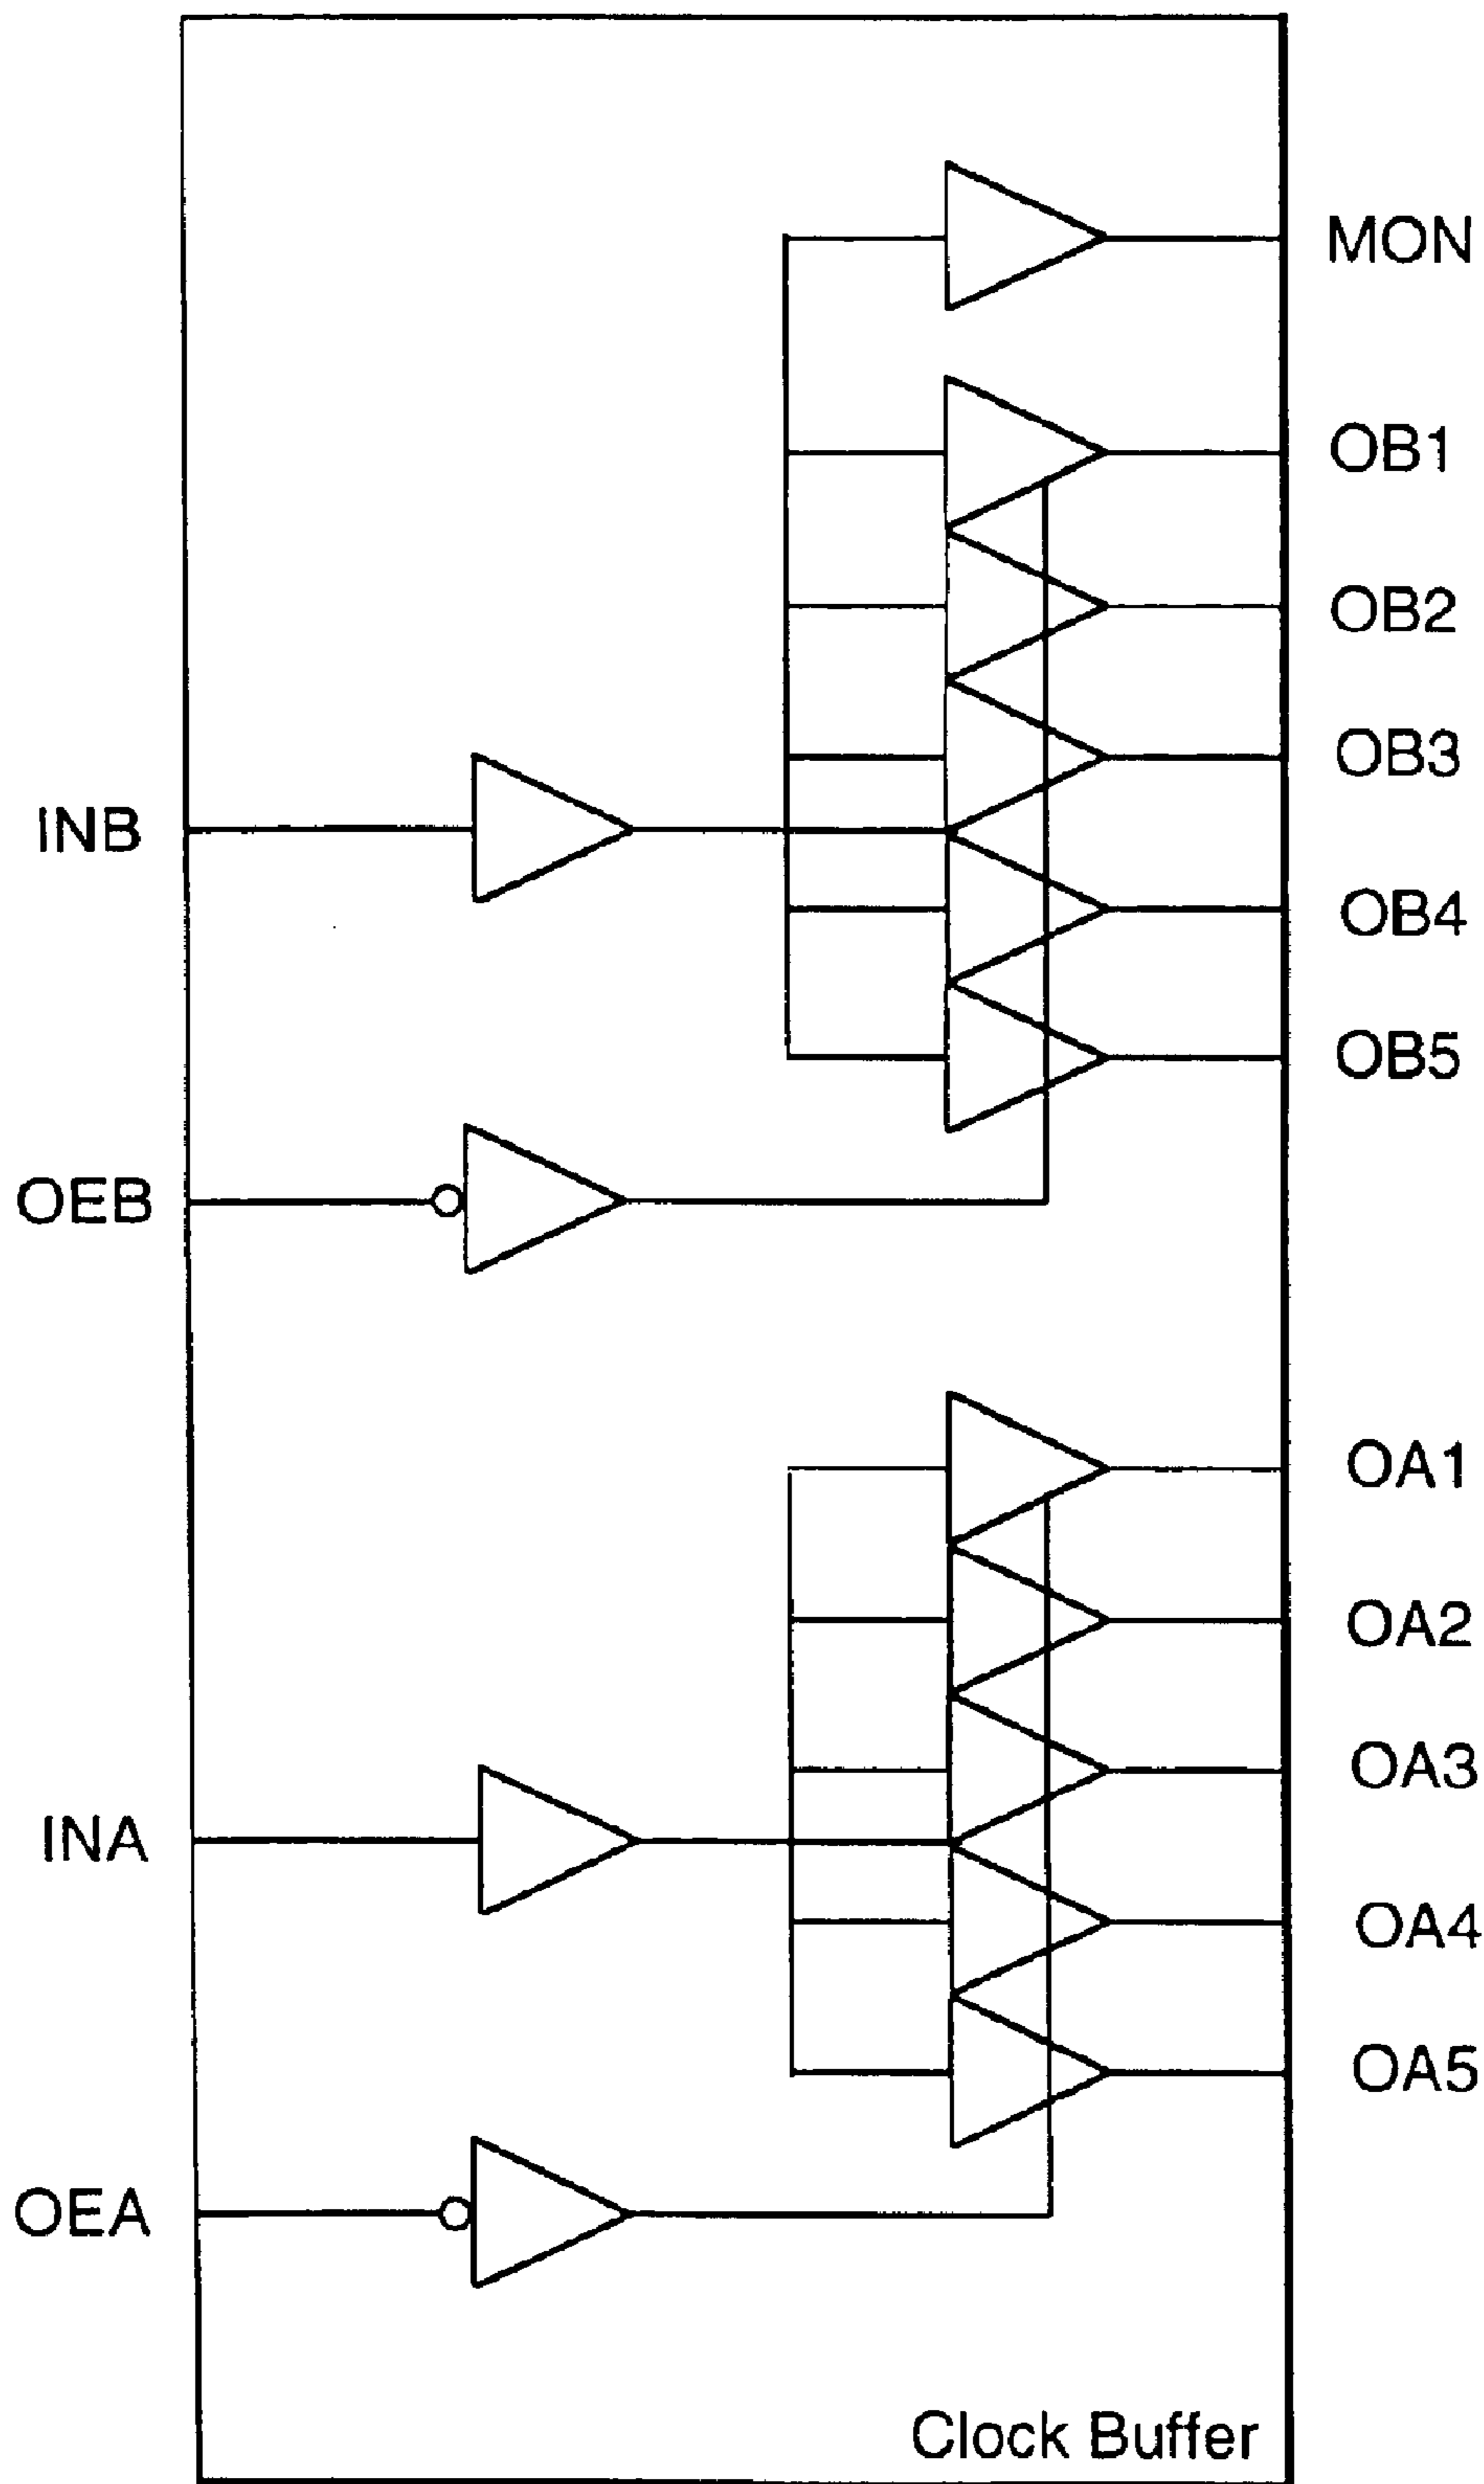 MON
OB1
OB2
OB3
INB
OB4
OB5
OEB
OA1
OA2
OA3
INA
OA4
OA5
OEA
Clock Buffer